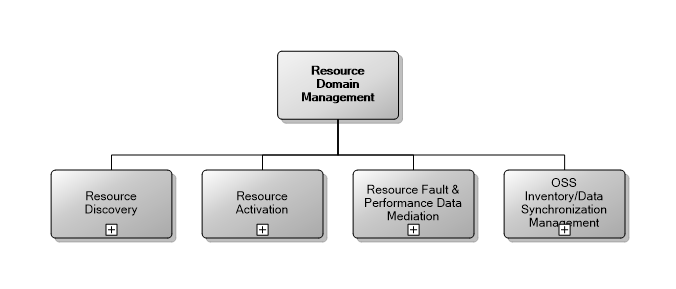 Resource
Domain
Management
Resource
Discovery
Resource
Activation
Resource Fault &
Performance Data
Mediation
OSS
Inventory/Data
Synchronization
Management